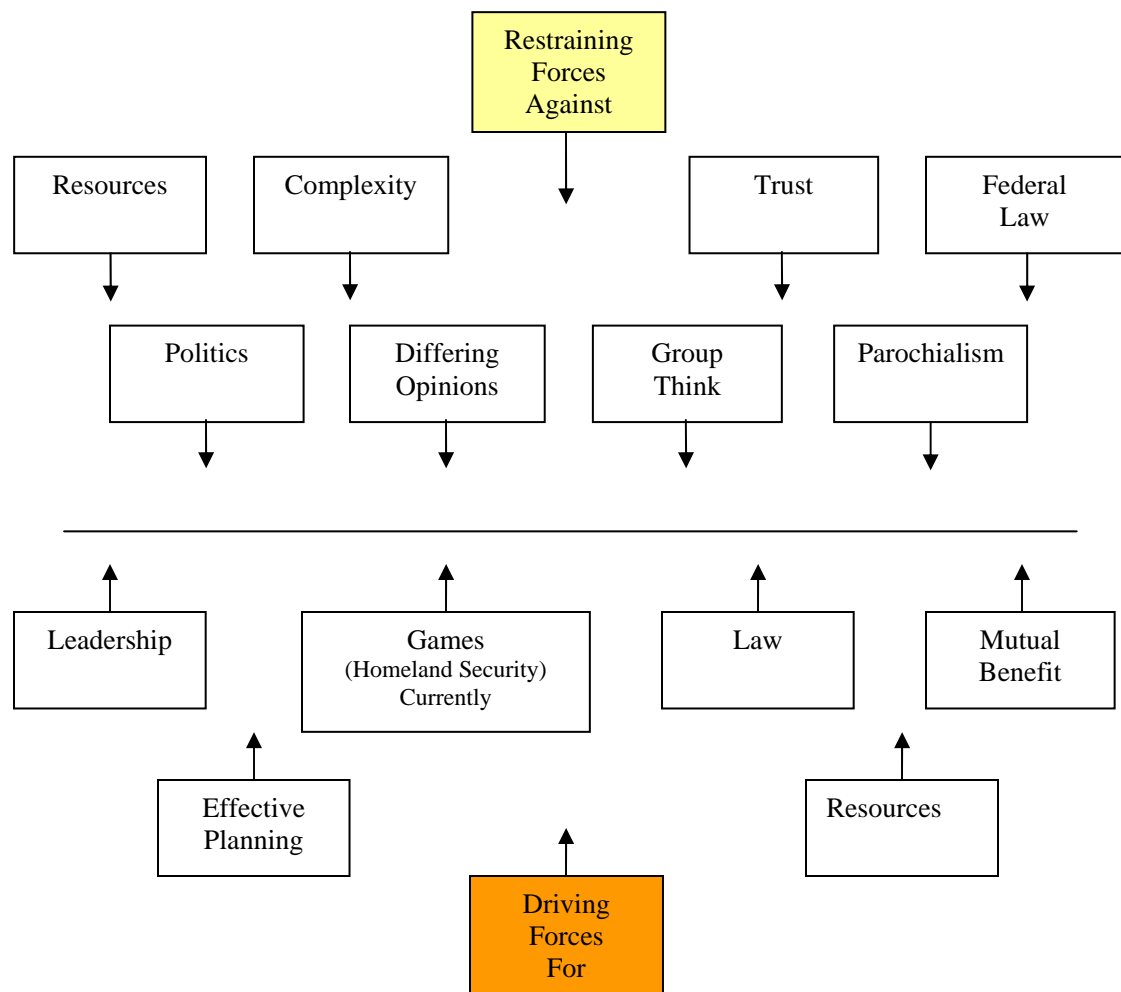 Restraining
Forces
Against
Resources
Complexity
Trust
Federal
Law
Politics
Differing
Opinions
Group
Think
Parochialism
Leadership
Games
(Homeland Security)
Currently
Law
Mutual
Benefit
Effective
Planning
Resources
Driving
Forces
For